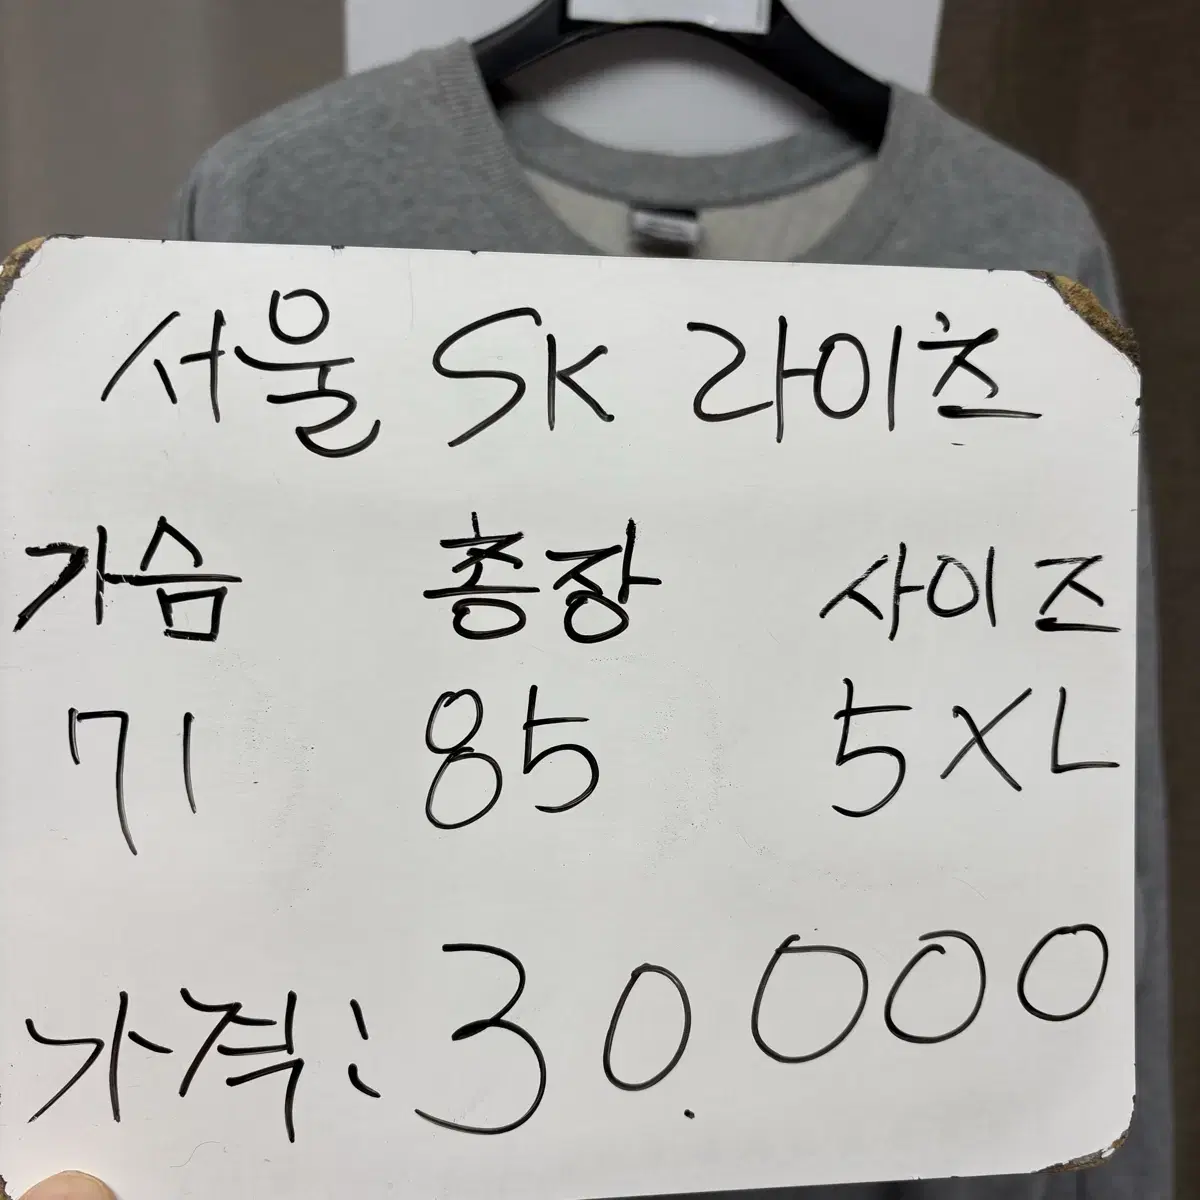 서울 SK 라이즈
가슴 총장 사이즈
71 85 5XL
가격: 30.000